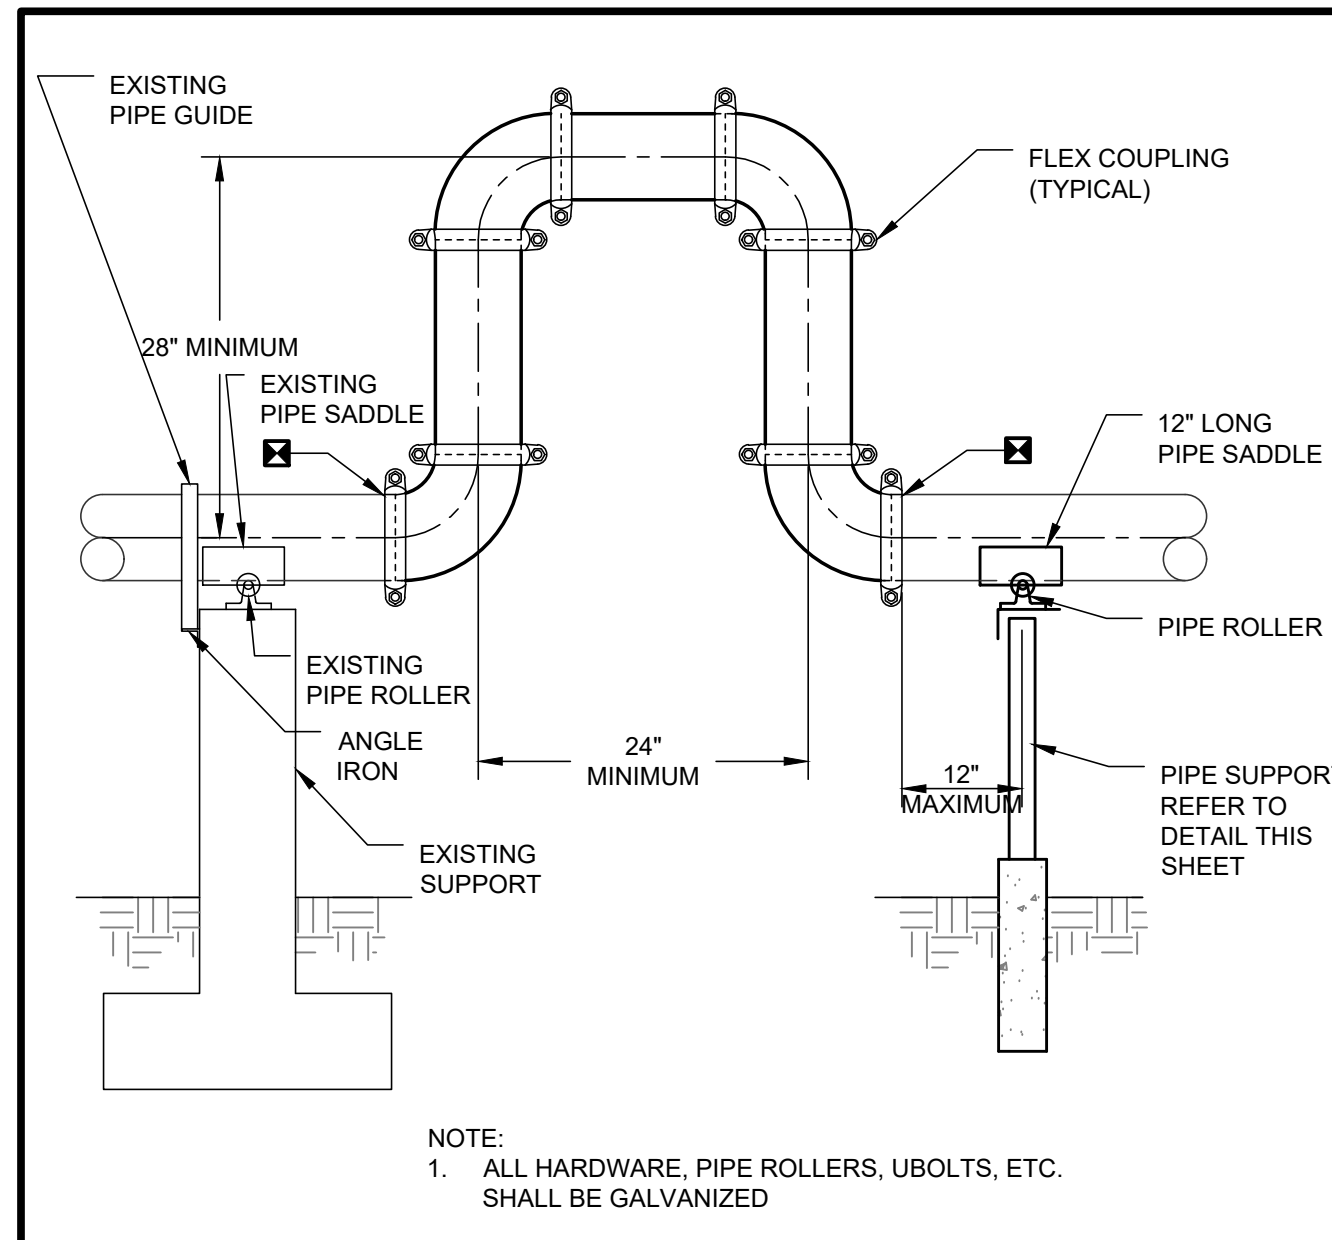 EXISTING
PIPE GUIDE
FLEX COUPLING
(TYPICAL)
28" MINIMUM
EXISTING
PIPE SADDLE
12" LONG
PIPE SADDLE
EXISTING
PIPE ROLLER
PIPE ROLLER
ANGLE
IRON
24"
MINIMUM
12"
MAXIMUM
PIPE SUPPORT
REFER TO
DETAIL THIS
SHEET
EXISTING
SUPPORT
NOTE:
1. ALL HARDWARE, PIPE ROLLERS, UBOLTS, ETC.
SHALL BE GALVANIZED